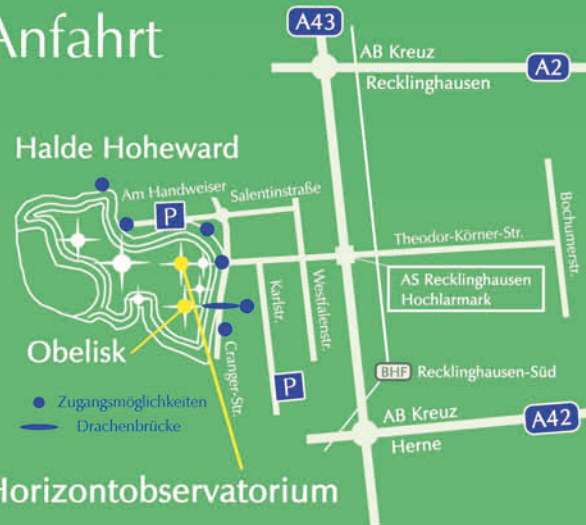 Anfahrt
A43
AB Kreuz
Recklinghausen
A2
Halde Hoheward
Am Handweiser
Salentinstraße
P
Theodor-Körner-Str.
Bochumerstr.
AS Recklinghausen
Hochlarmark
Karlstr.
Westfalenstr.
Cranger-Str.
Obelisk
P
BHF Recklinghausen-Süd
Zugangsmöglichkeiten
Drachenbrücke
AB Kreuz
Herne
A42
Horizontobservatorium